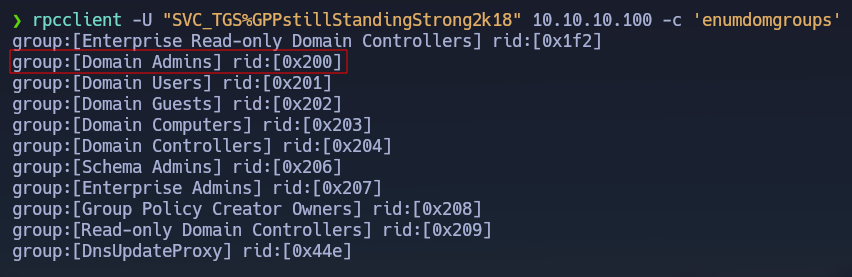 ❯ rpcclient -U "SVC_TGS%GPPstillStandingStrong2k18" 10.10.10.100 -c 'enumdomgroups'
group:[Enterprise Read-only Domain Controllers] rid:[0x1f2]
group:[Domain Admins] rid:[0x200]
group:[Domain Users] rid:[0x201]
group:[Domain Guests] rid:[0x202]
group:[Domain Computers] rid:[0x203]
group:[Domain Controllers] rid:[0x204]
group:[Schema Admins] rid:[0x206]
group:[Enterprise Admins] rid:[0x207]
group:[Group Policy Creator Owners] rid:[0x208]
group:[Read-only Domain Controllers] rid:[0x209]
group:[DnsUpdateProxy] rid:[0x44e]